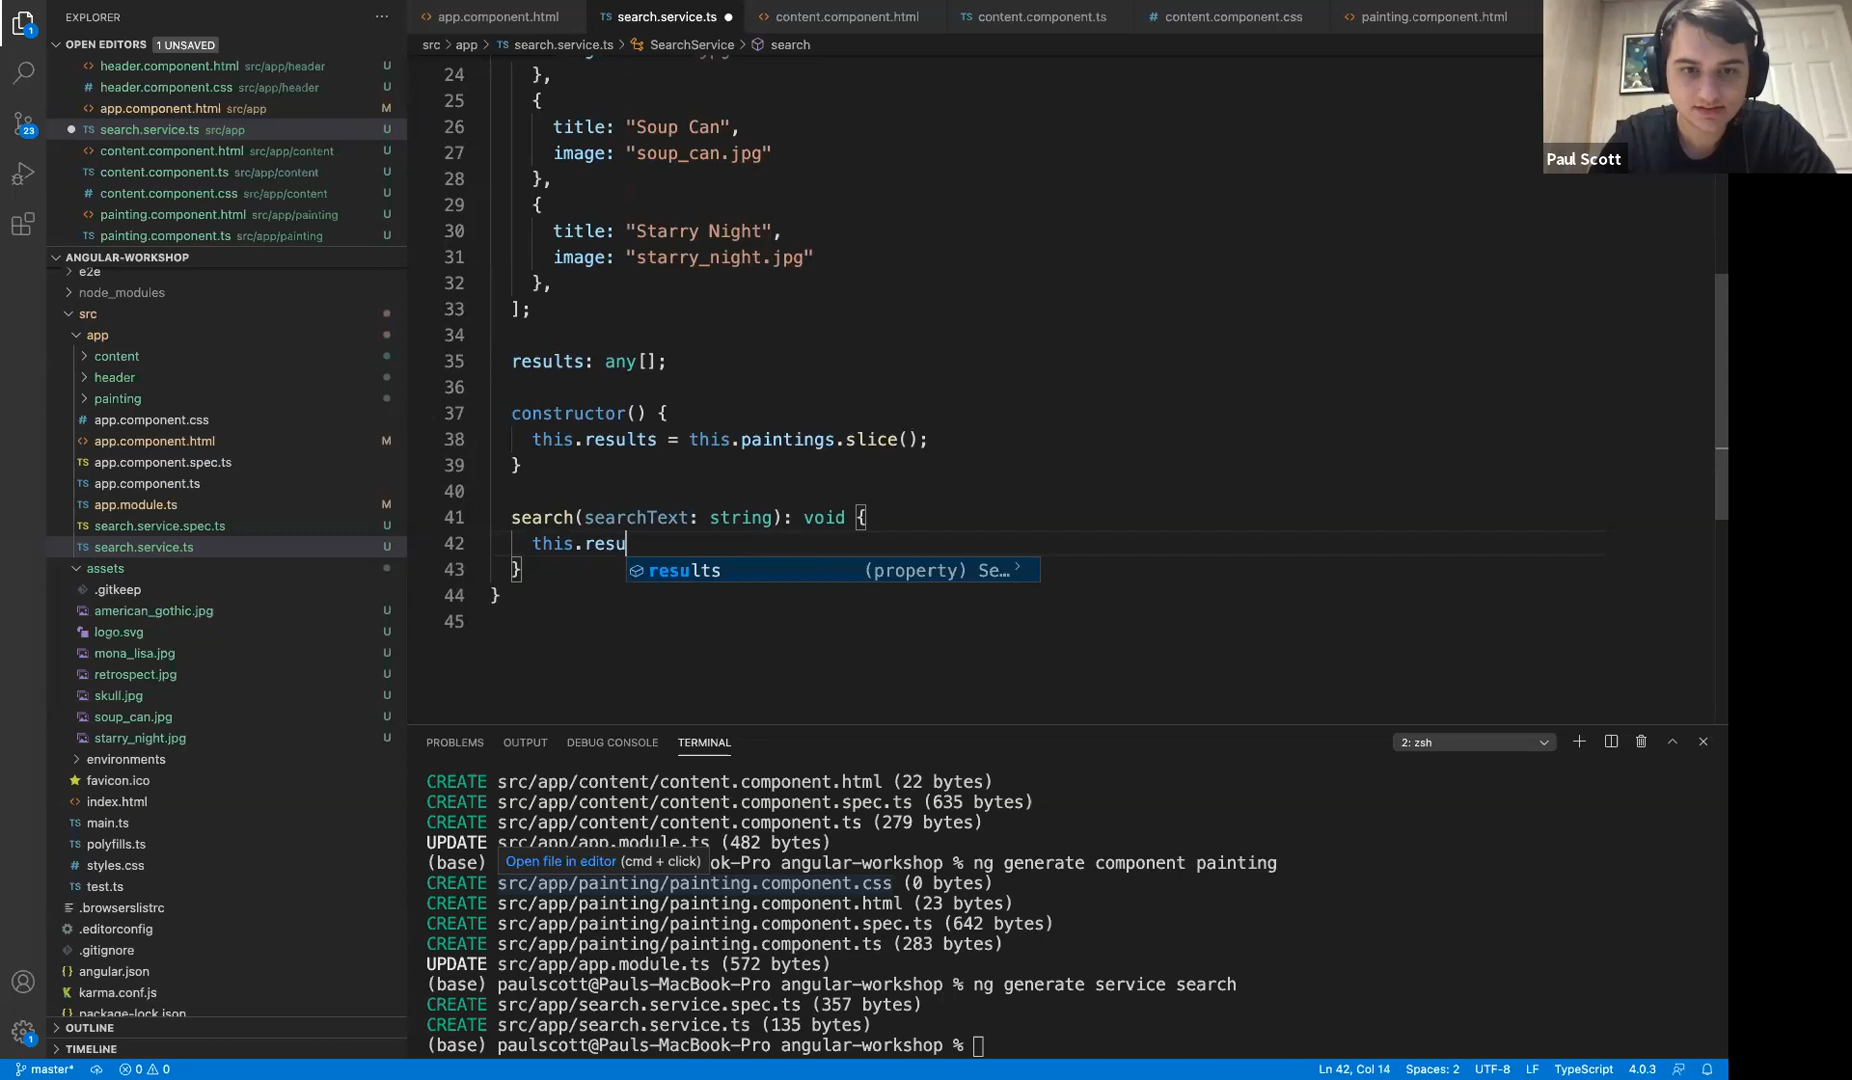 EXPLORER
OPEN EDITORS 1 UNSAVED
header.component.html src/app/header U
header.component.css src/app/header U
app.component.html src/app M
search.service.ts src/app U
content.component.html src/app/content U
content.component.ts src/app/content U
content.component.css src/app/content U
painting.component.html src/app/painting U
painting.component.ts src/app/painting U
ANGULAR-WORKSHOP
e2e
node_modules
src
app
content
header
painting
app.component.css
app.component.html M
app.component.spec.ts
app.component.ts
app.module.ts M
search.service.spec.ts U
search.service.ts U
assets
.gitkeep
american_gothic.jpg U
logo.svg U
mona_lisa.jpg U
retrospect.jpg U
skull.jpg U
soup_can.jpg U
starry_night.jpg U
environments
favicon.ico
index.html
main.ts
polyfills.ts
styles.css
test.ts
.browserslistrc
.editorconfig
.gitignore
angular.json
karma.conf.js
package-lock.json
OUTLINE
TIMELINE
app.component.html search.service.ts content.component.html content.component.ts content.component.css painting.component.html
src > app > search.service.ts > SearchService > search
24 },
25 {
26 title: "Soup Can",
27 image: "soup_can.jpg"
28 },
29 {
30 title: "Starry Night",
31 image: "starry_night.jpg"
32 },
33 ];
34
35 results: any[];
36
37 constructor() {
38 this.results = this.paintings.slice();
39 }
40
41 search(searchText: string): void {
42 this.resu
results (property) Se…
43 }
44 }
45
Paul Scott
PROBLEMS OUTPUT DEBUG CONSOLE TERMINAL 2: zsh
CREATE src/app/content/content.component.html (22 bytes)
CREATE src/app/content/content.component.spec.ts (635 bytes)
CREATE src/app/content/content.component.ts (279 bytes)
UPDATE src/app/app.module.ts (482 bytes)
Open file in editor (cmd + click)
(base) ook-Pro angular-workshop % ng generate component painting
CREATE src/app/painting/painting.component.css (0 bytes)
CREATE src/app/painting/painting.component.html (23 bytes)
CREATE src/app/painting/painting.component.spec.ts (642 bytes)
CREATE src/app/painting/painting.component.ts (283 bytes)
UPDATE src/app/app.module.ts (572 bytes)
(base) paulscott@Pauls-MacBook-Pro angular-workshop % ng generate service search
CREATE src/app/search.service.spec.ts (357 bytes)
CREATE src/app/search.service.ts (135 bytes)
(base) paulscott@Pauls-MacBook-Pro angular-workshop %
1
23
1
master* 0 0 Ln 42, Col 14 Spaces: 2 UTF-8 LF TypeScript 4.0.3